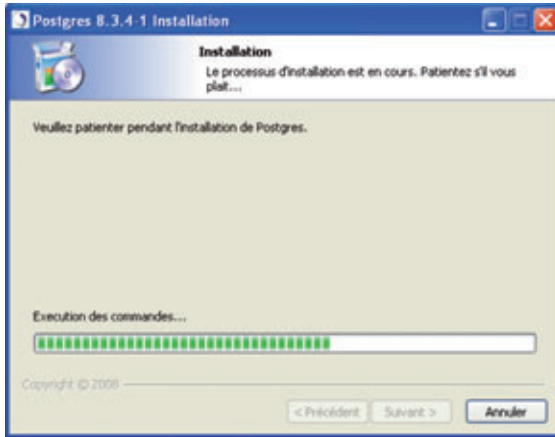 Postgres 8.3.4-1 Installation
Installation
Le processus d'installation est en cours. Patientez s'il vous
plait...
Veuillez patienter pendant l'installation de Postgres.
Execution des commandes...
Copyright © 2008
< Précédent
Suivant >
Annuler